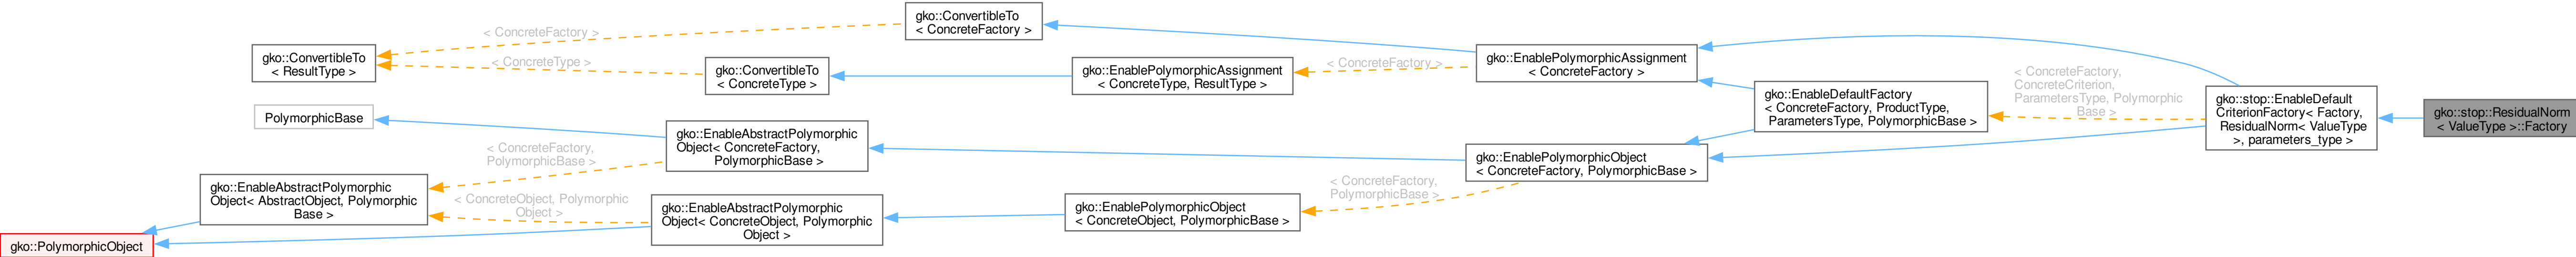 gko::ConvertibleTo
< ConcreteFactory >
< ConcreteFactory >
gko::ConvertibleTo
< ResultType >
< ConcreteType >
gko::ConvertibleTo
< ConcreteType >
gko::EnablePolymorphicAssignment
< ConcreteType, ResultType >
< ConcreteFactory >
gko::EnablePolymorphicAssignment
< ConcreteFactory >
gko::EnableDefaultFactory
< ConcreteFactory, ProductType,
ParametersType, PolymorphicBase >
< ConcreteFactory,
ConcreteCriterion,
ParametersType, Polymorphic
Base >
gko::stop::EnableDefault
CriterionFactory< Factory,
ResidualNorm< ValueType
>, parameters_type >
gko::stop::ResidualNorm
< ValueType >::Factory
PolymorphicBase
gko::EnableAbstractPolymorphic
Object< ConcreteFactory,
PolymorphicBase >
< ConcreteFactory,
PolymorphicBase >
gko::EnablePolymorphicObject
< ConcreteFactory, PolymorphicBase >
gko::EnableAbstractPolymorphic
Object< AbstractObject, Polymorphic
Base >
< ConcreteObject, Polymorphic
Object >
gko::EnableAbstractPolymorphic
Object< ConcreteObject, Polymorphic
Object >
gko::EnablePolymorphicObject
< ConcreteObject, PolymorphicBase >
< ConcreteFactory,
PolymorphicBase >
gko::PolymorphicObject